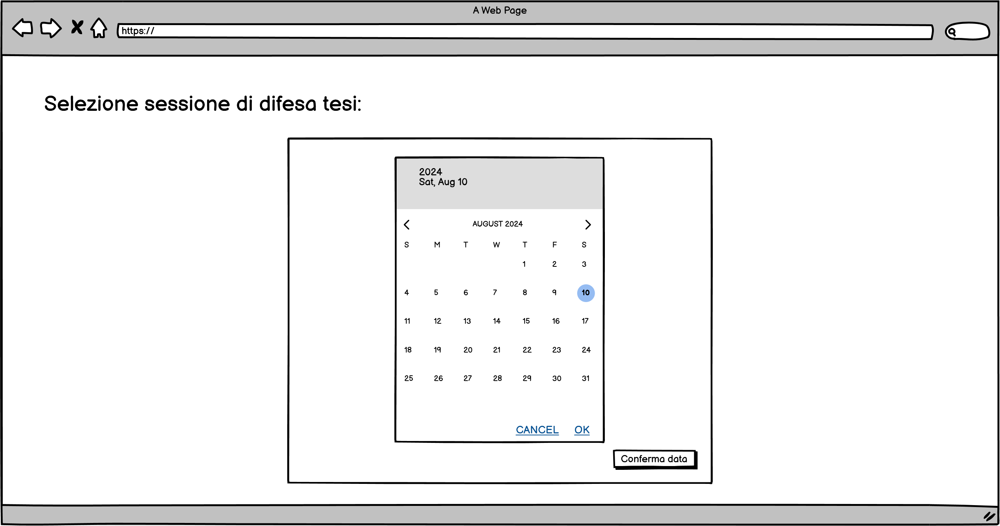 A Web Page
https://
Selezione sessione di difesa tesi:
2024
Sat, Aug 10
AUGUST 2024
S M T W T F S
1 2 3
4 5 6 7 8 9 10
11 12 13 14 15 16 17
18 19 20 21 22 23 24
25 26 27 28 29 30 31
CANCEL OK
Conferma data